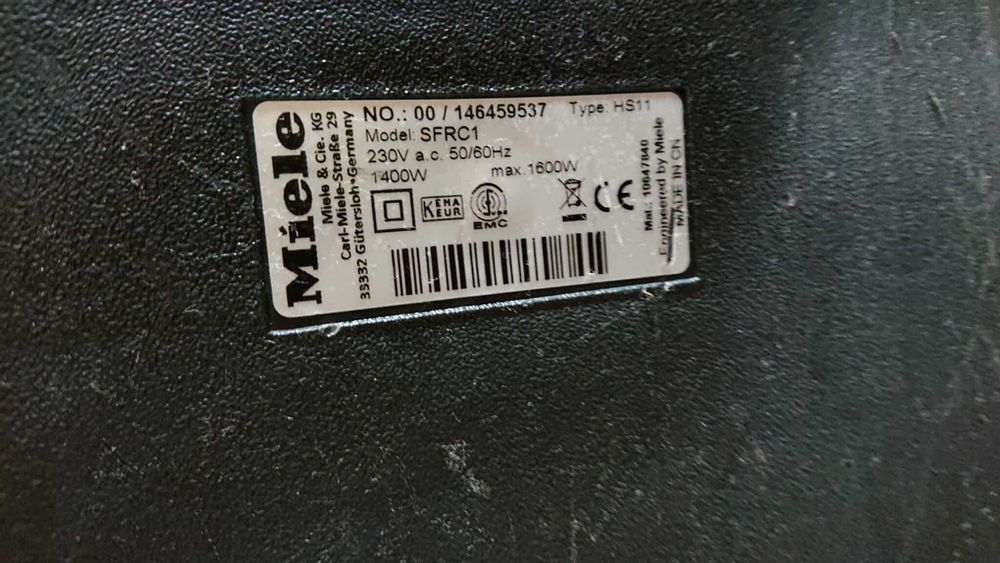 Miele
Miele & Cie. KG
Carl-Miele-Straße 29
35332 Gütersloh•Germany
NO.: 00 / 146459537 Type: HS11
Model: SFRC1
230V a.c. 50/60Hz
1400W max.1600W
KEMA
KEUR
EMC
CE
Mat.: 10647840
Engineered by Miele
MADE IN CN